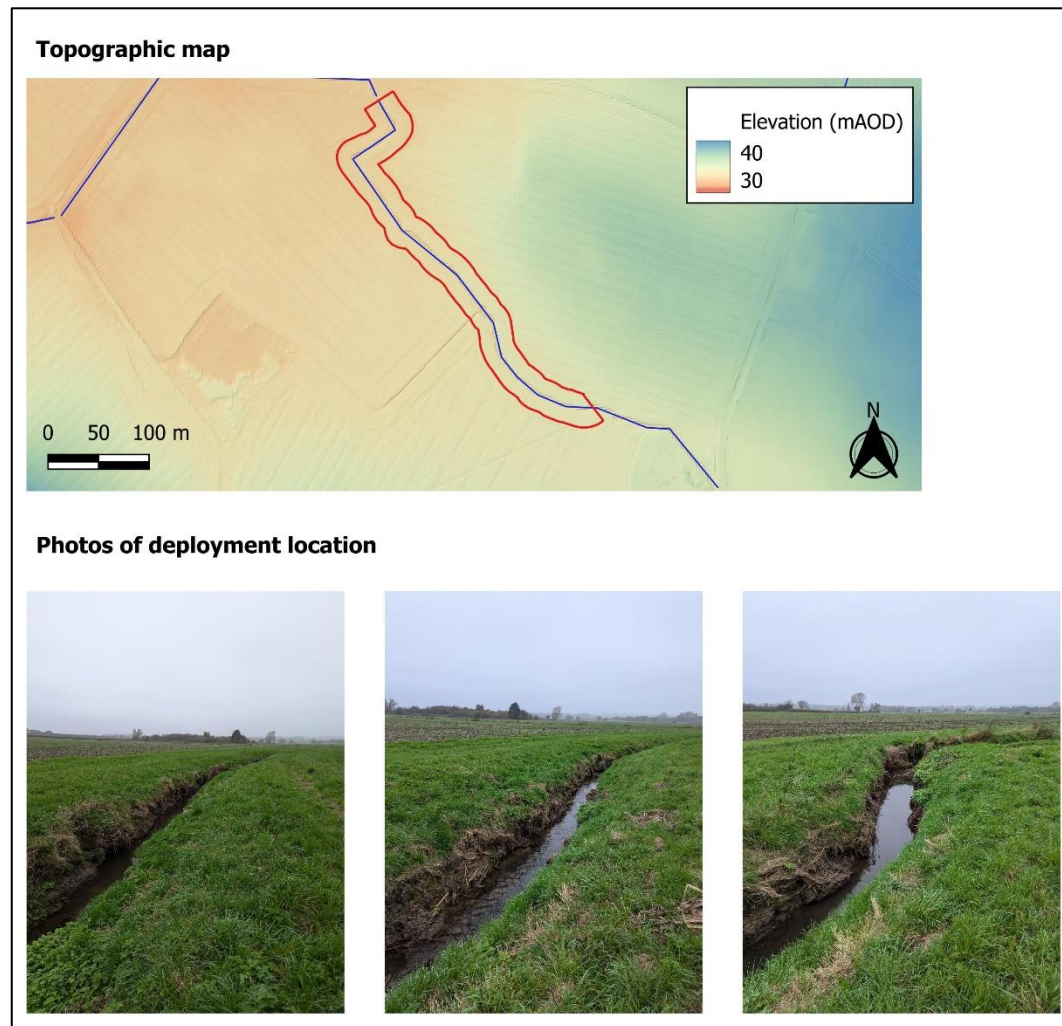 Topographic map
Elevation (mAOD)
40
30
0 50 100 m
N
Photos of deployment location